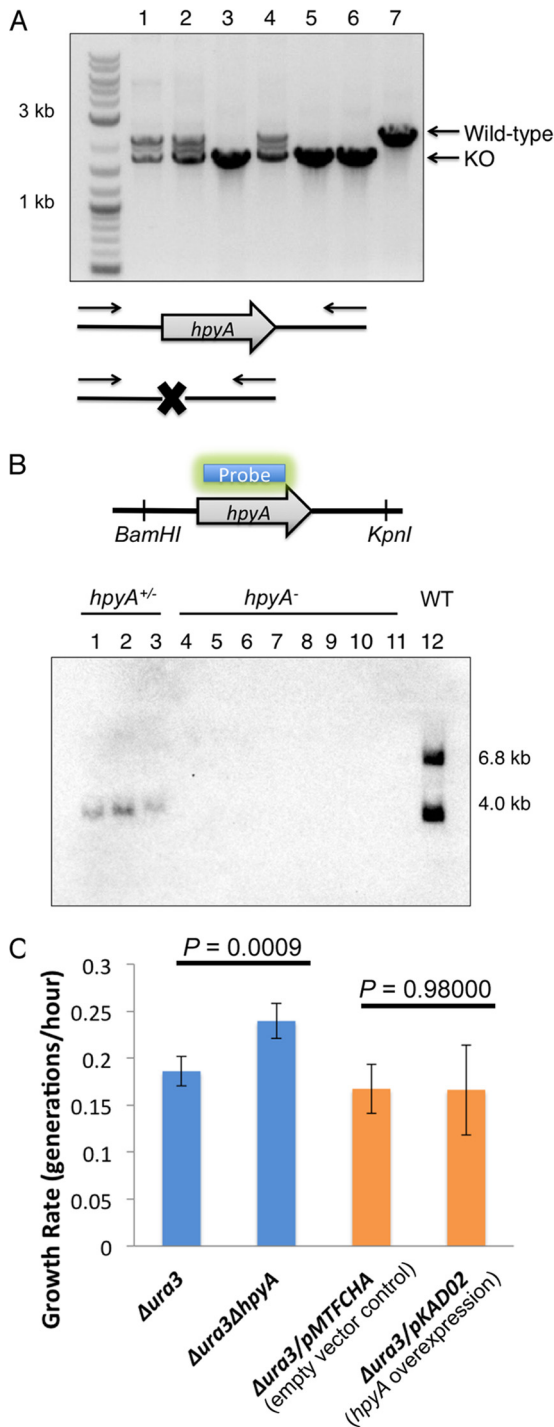 A
1 2 3 4 5 6 7
3 kb
1 kb
Wild-type
KO
hpyA
B
Probe
hpyA
BamHI KpnI
hpyA+/- hpyA- WT
1 2 3 4 5 6 7 8 9 10 11 12
6.8 kb
4.0 kb
C
P = 0.0009
P = 0.98000
Growth Rate (generations/hour)
0.3
0.25
0.2
0.15
0.1
0.05
0
Δura3
Δura3ΔhpyA
Δura3/pMTFCHA
(empty vector control)
Δura3/pKAD02
(hpyA overexpression)